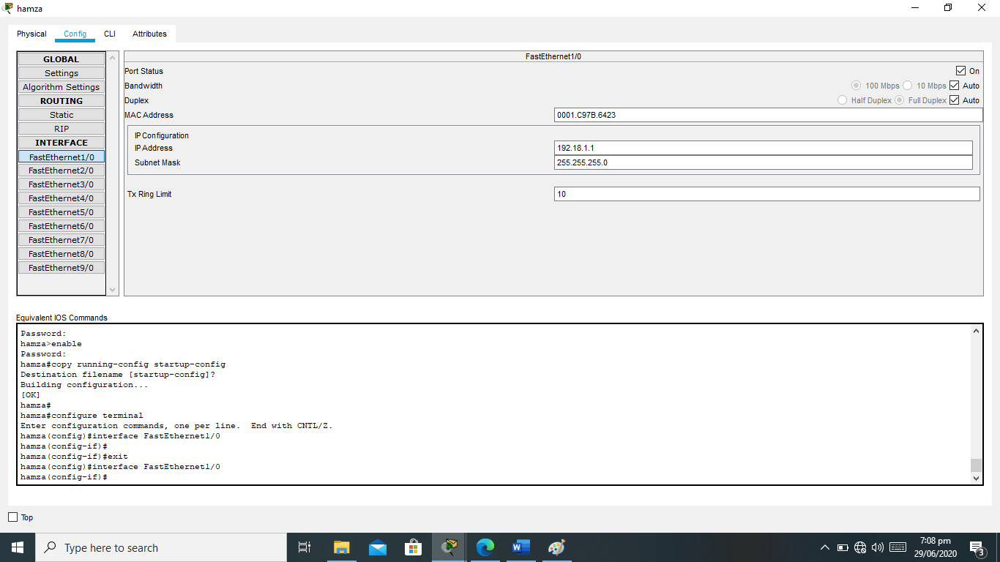 hamza
Physical Config CLI Attributes
GLOBAL
Settings
Algorithm Settings
ROUTING
Static
RIP
INTERFACE
FastEthernet1/0
FastEthernet2/0
FastEthernet3/0
FastEthernet4/0
FastEthernet5/0
FastEthernet6/0
FastEthernet7/0
FastEthernet8/0
FastEthernet9/0
FastEthernet1/0
Port Status On
Bandwidth 100 Mbps 10 Mbps Auto
Duplex Half Duplex Full Duplex Auto
MAC Address 0001.C97B.6423
IP Configuration
IP Address 192.18.1.1
Subnet Mask 255.255.255.0
Tx Ring Limit 10
Equivalent IOS Commands
Password:
hamza>enable
Password:
hamza#copy running-config startup-config
Destination filename [startup-config]?
Building configuration...
[OK]
hamza#
hamza#configure terminal
Enter configuration commands, one per line.  End with CNTL/Z.
hamza(config)#interface FastEthernet1/0
hamza(config-if)#
hamza(config-if)#exit
hamza(config)#interface FastEthernet1/0
hamza(config-if)#
Top
Type here to search
7:08 pm
29/06/2020
3